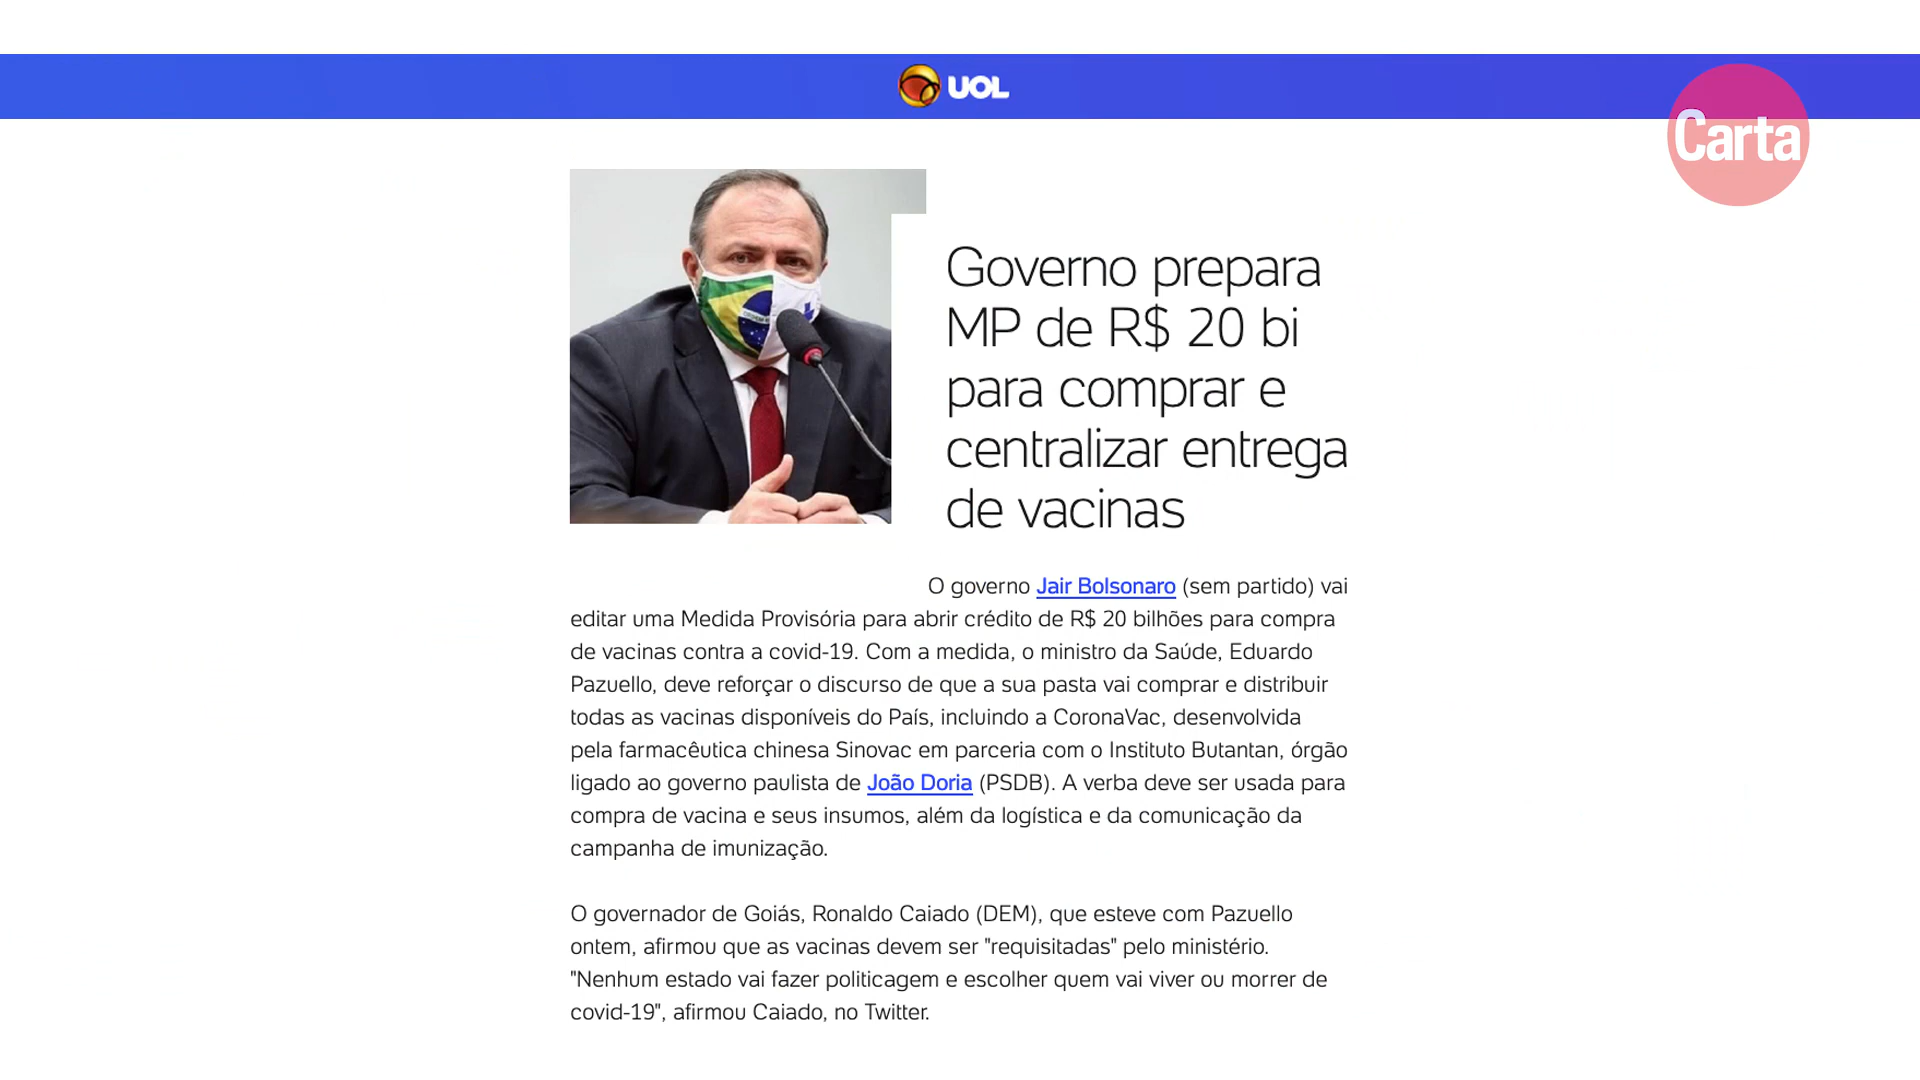 UOL
Carta
Governo prepara
MP de R$ 20 bi
para comprar e
centralizar entrega
de vacinas
O governo Jair Bolsonaro (sem partido) vai
editar uma Medida Provisória para abrir crédito de R$ 20 bilhões para compra
de vacinas contra a covid-19. Com a medida, o ministro da Saúde, Eduardo
Pazuello, deve reforçar o discurso de que a sua pasta vai comprar e distribuir
todas as vacinas disponíveis do País, incluindo a CoronaVac, desenvolvida
pela farmacêutica chinesa Sinovac em parceria com o Instituto Butantan, órgão
ligado ao governo paulista de João Doria (PSDB). A verba deve ser usada para
compra de vacina e seus insumos, além da logística e da comunicação da
campanha de imunização.
O governador de Goiás, Ronaldo Caiado (DEM), que esteve com Pazuello
ontem, afirmou que as vacinas devem ser "requisitadas" pelo ministério.
"Nenhum estado vai fazer politicagem e escolher quem vai viver ou morrer de
covid-19", afirmou Caiado, no Twitter.